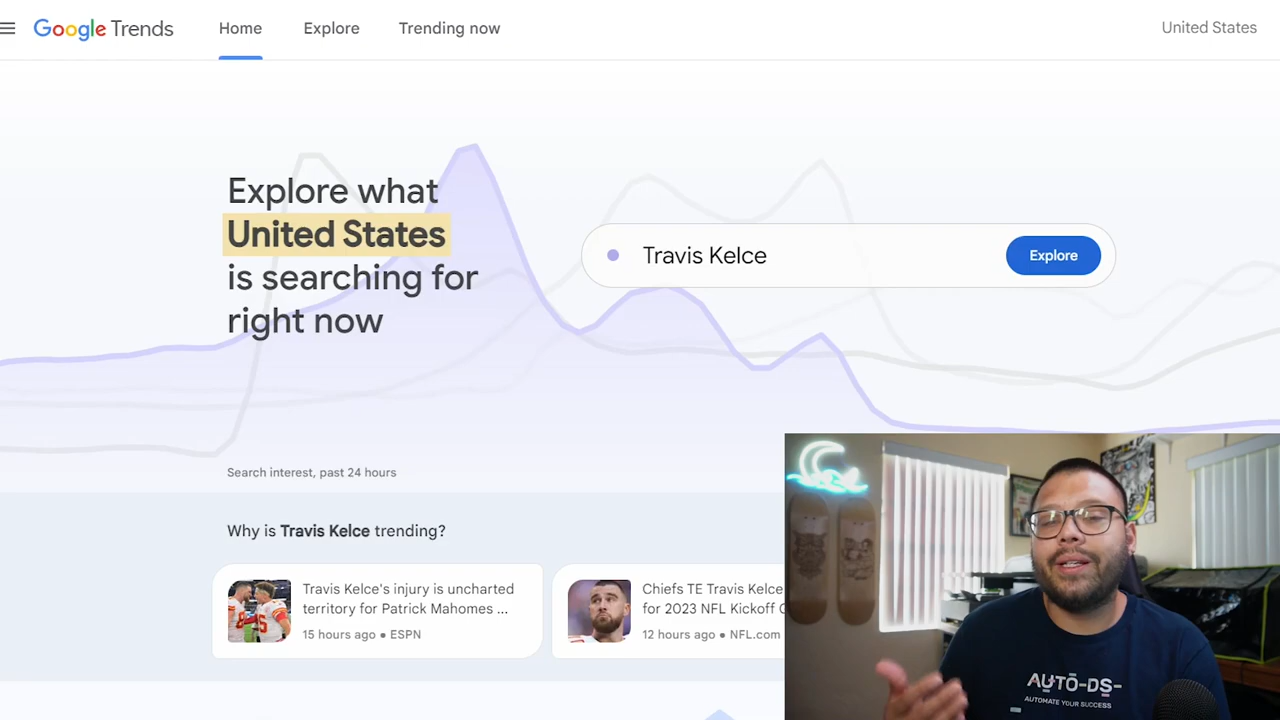 Google Trends Home Explore Trending now United States
Explore what
United States
is searching for
right now
Travis Kelce Explore
Search interest, past 24 hours
Why is Travis Kelce trending?
Travis Kelce's injury is uncharted
territory for Patrick Mahomes ...
15 hours ago • ESPN
Chiefs TE Travis Kelce
for 2023 NFL Kickoff
12 hours ago • NFL.com
AUTO-DS-
AUTOMATE YOUR SUCCESS